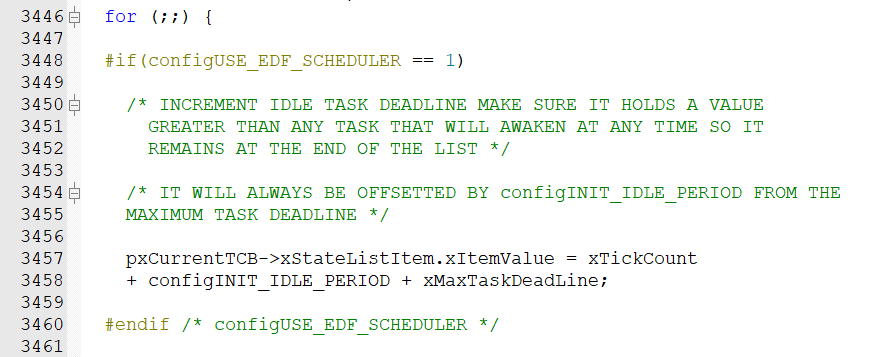 3446 for (;;) {
3447
3448 #if(configUSE_EDF_SCHEDULER == 1)
3449
3450 /* INCREMENT IDLE TASK DEADLINE MAKE SURE IT HOLDS A VALUE
3451 GREATER THAN ANY TASK THAT WILL AWAKEN AT ANY TIME SO IT
3452 REMAINS AT THE END OF THE LIST */
3453
3454 /* IT WILL ALWAYS BE OFFSETTED BY configINIT_IDLE_PERIOD FROM THE
3455 MAXIMUM TASK DEADLINE */
3456
3457 pxCurrentTCB->xStateListItem.xItemValue = xTickCount
3458 + configINIT_IDLE_PERIOD + xMaxTaskDeadLine;
3459
3460 #endif /* configUSE_EDF_SCHEDULER */
3461